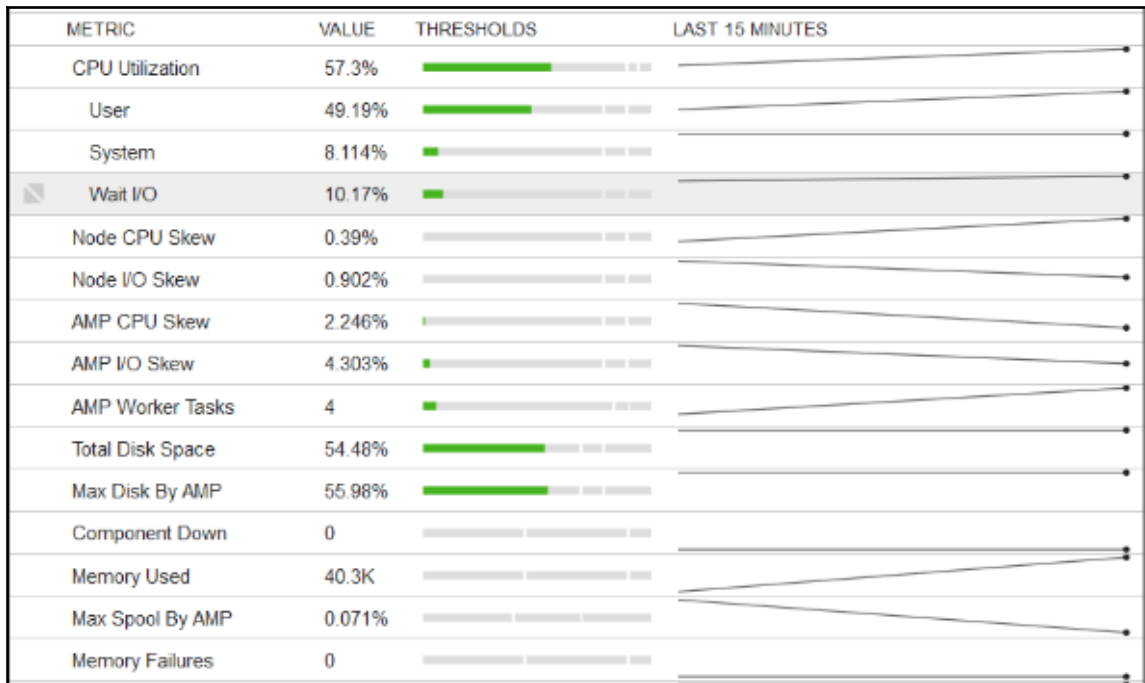 METRIC VALUE THRESHOLDS LAST 15 MINUTES
CPU Utilization 57.3%
User 49.19%
System 8.114%
Wait I/O 10.17%
Node CPU Skew 0.39%
Node I/O Skew 0.902%
AMP CPU Skew 2.246%
AMP I/O Skew 4.303%
AMP Worker Tasks 4
Total Disk Space 54.48%
Max Disk By AMP 55.98%
Component Down 0
Memory Used 40.3K
Max Spool By AMP 0.071%
Memory Failures 0